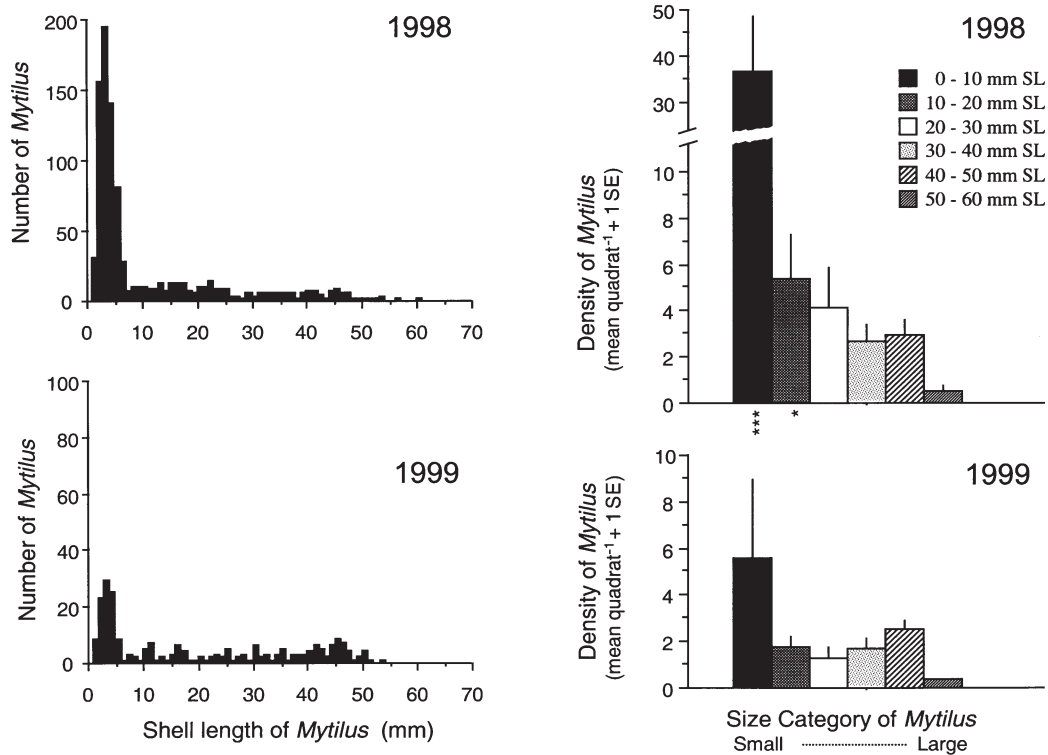 1998
Number of Mytilus
200
150
100
50
0
0 10 20 30 40 50 60 70
1999
Number of Mytilus
100
80
60
40
20
0
0 10 20 30 40 50 60 70
Shell length of Mytilus (mm)
1998
Density of Mytilus
(mean quadrat⁻¹ + 1 SE)
50
40
30
10
8
6
4
2
0
0 - 10 mm SL
10 - 20 mm SL
20 - 30 mm SL
30 - 40 mm SL
40 - 50 mm SL
50 - 60 mm SL
*** *
1999
Density of Mytilus
(mean quadrat⁻¹ + 1 SE)
10
8
6
4
2
0
Size Category of Mytilus
Small ........................ Large